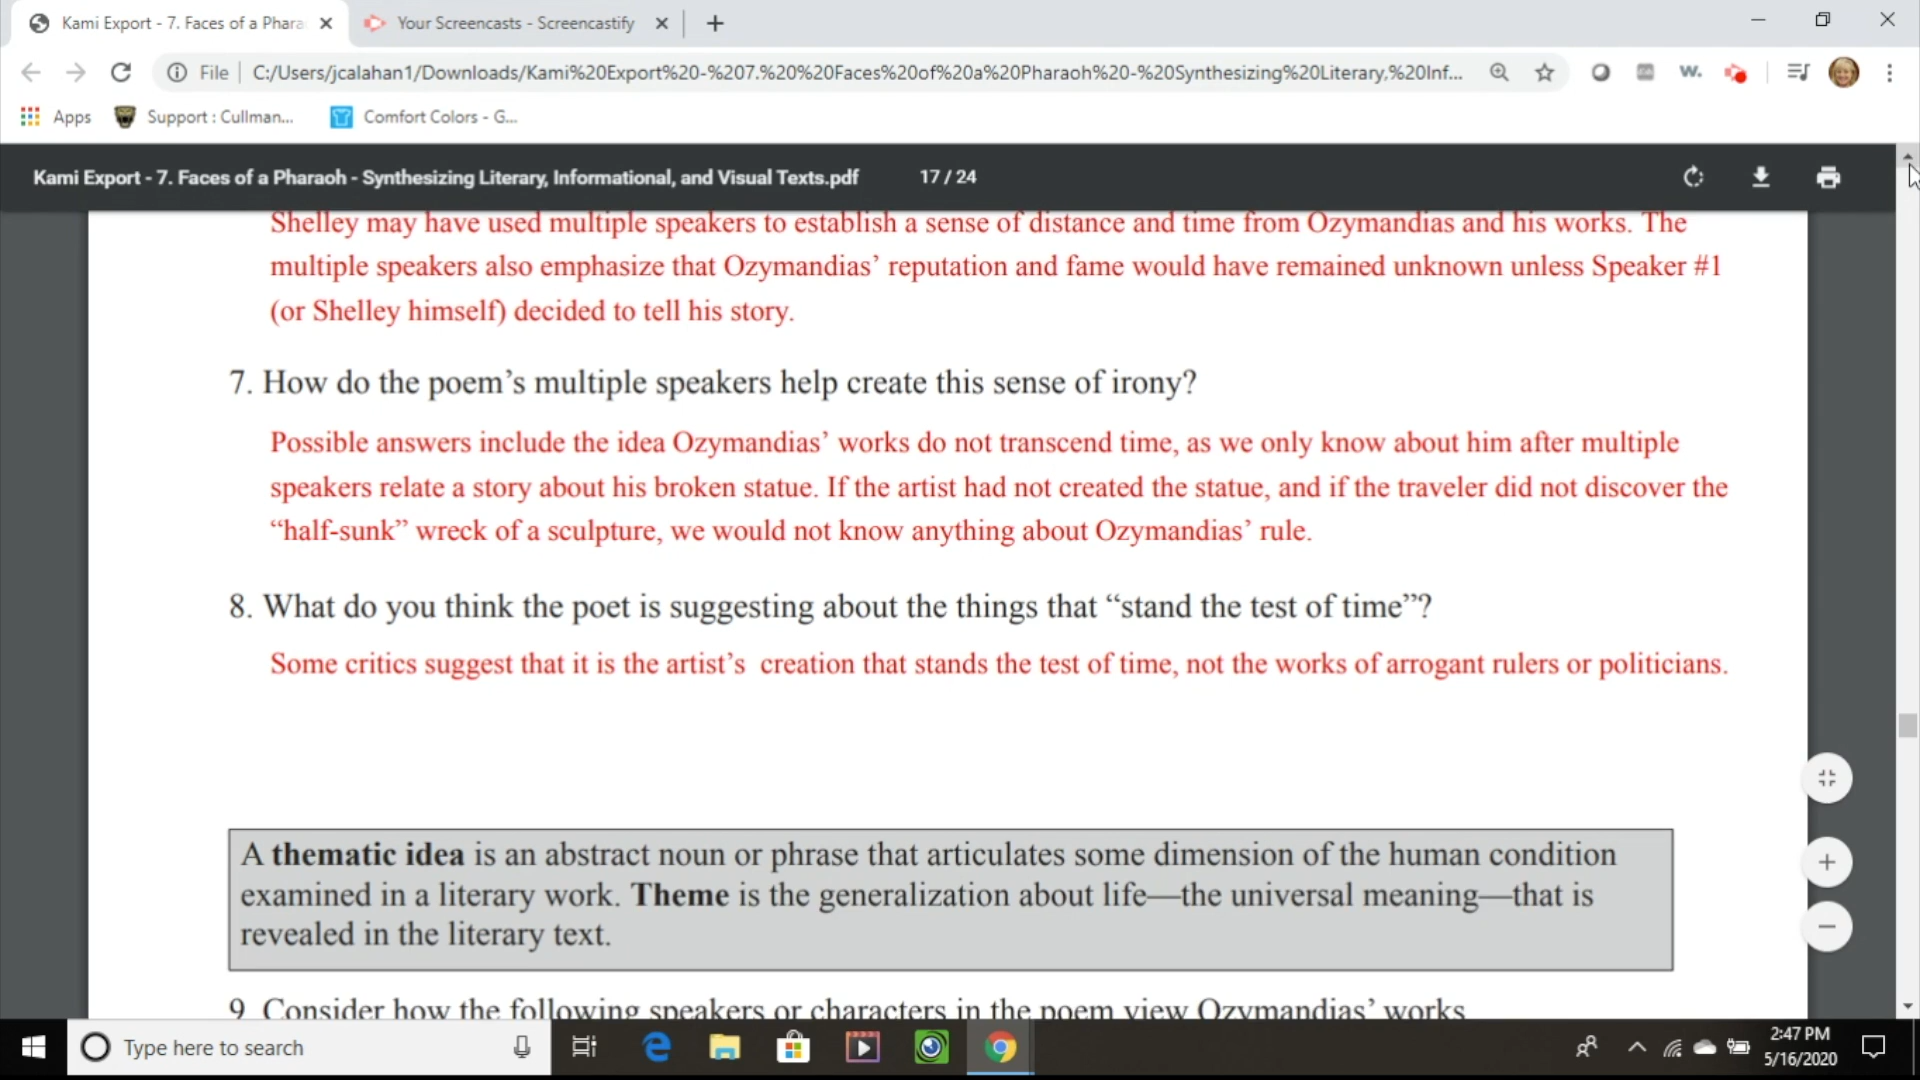 Kami Export - 7. Faces of a Phara
Your Screencasts - Screencastify
File
C:/Users/jcalahan1/Downloads/Kami%20Export%20-%207.%20%20Faces%20of%20a%20Pharaoh%20-%20Synthesizing%20Literary,%20Inf...
w.
Apps
Support : Cullman...
Comfort Colors - G...
Kami Export - 7. Faces of a Pharaoh - Synthesizing Literary, Informational, and Visual Texts.pdf
17 / 24
Shelley may have used multiple speakers to establish a sense of distance and time from Ozymandias and his works. The
multiple speakers also emphasize that Ozymandias’ reputation and fame would have remained unknown unless Speaker #1
(or Shelley himself) decided to tell his story.
7. How do the poem’s multiple speakers help create this sense of irony?
Possible answers include the idea Ozymandias’ works do not transcend time, as we only know about him after multiple
speakers relate a story about his broken statue. If the artist had not created the statue, and if the traveler did not discover the
“half-sunk” wreck of a sculpture, we would not know anything about Ozymandias’ rule.
8. What do you think the poet is suggesting about the things that “stand the test of time”?
Some critics suggest that it is the artist’s  creation that stands the test of time, not the works of arrogant rulers or politicians.
A thematic idea is an abstract noun or phrase that articulates some dimension of the human condition
examined in a literary work. Theme is the generalization about life—the universal meaning—that is
revealed in the literary text.
9. Consider how the following speakers or characters in the poem view Ozymandias’ works
Type here to search
2:47 PM
5/16/2020